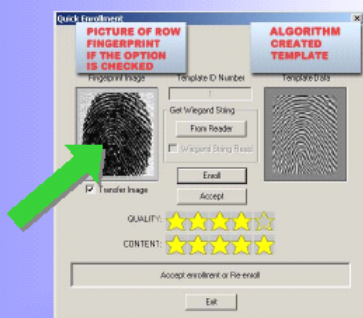 Quick Enrollment
PICTURE OF ROW
FINGERPRINT
IF THE OPTION
IS CHECKED
ALGORITHM
CREATED
TEMPLATE
Fingerprint Image
Template ID Number
Template Data
1
Get Wiegand String
From Reader
Wiegand String Read
Transfer Image
Enroll
Accept
QUALITY:
CONTENT:
Accept enrollment or Re-enroll
Exit